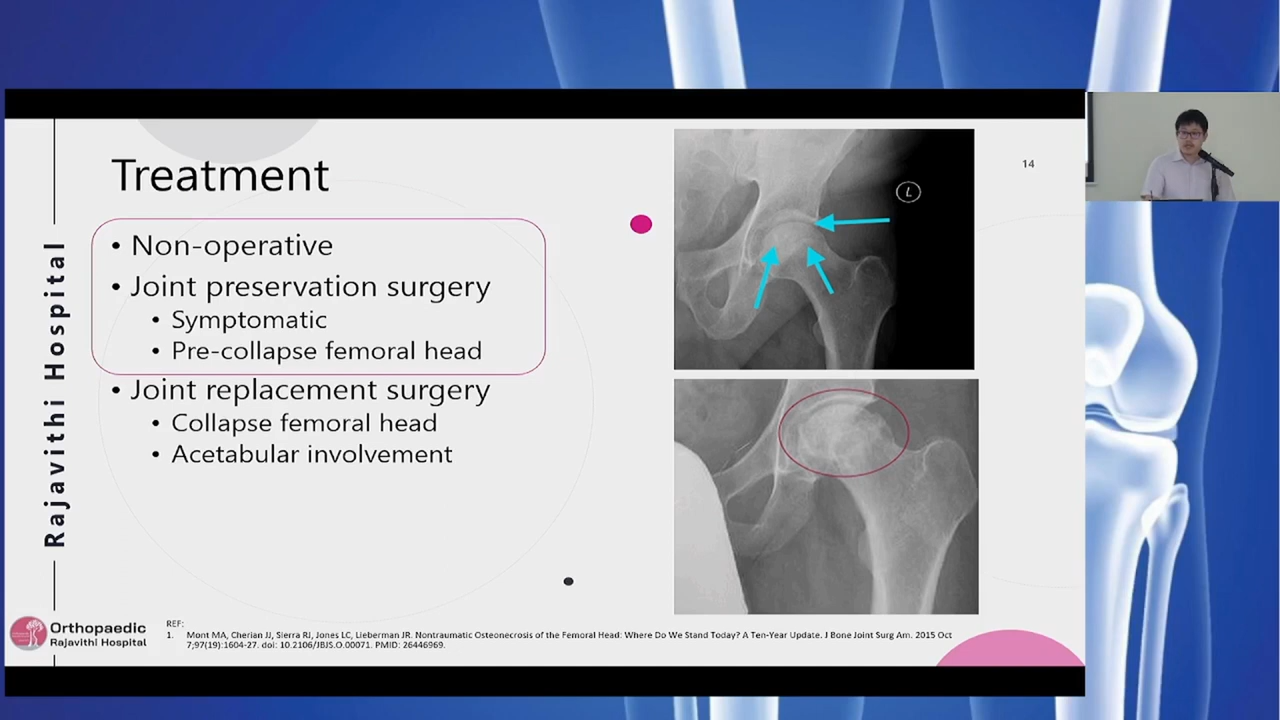 Treatment
14
• Non-operative
• Joint preservation surgery
• Symptomatic
• Pre-collapse femoral head
• Joint replacement surgery
• Collapse femoral head
• Acetabular involvement
L
Rajavithi Hospital
Orthopaedic
Rajavithi Hospital
REF:
1. Mont MA, Cherian JJ, Sierra RJ, Jones LC, Lieberman JR. Nontraumatic Osteonecrosis of the Femoral Head: Where Do We Stand Today? A Ten-Year Update. J Bone Joint Surg Am. 2015 Oct
7;97(19):1604-27. doi: 10.2106/JBJS.O.00071. PMID: 26446969.